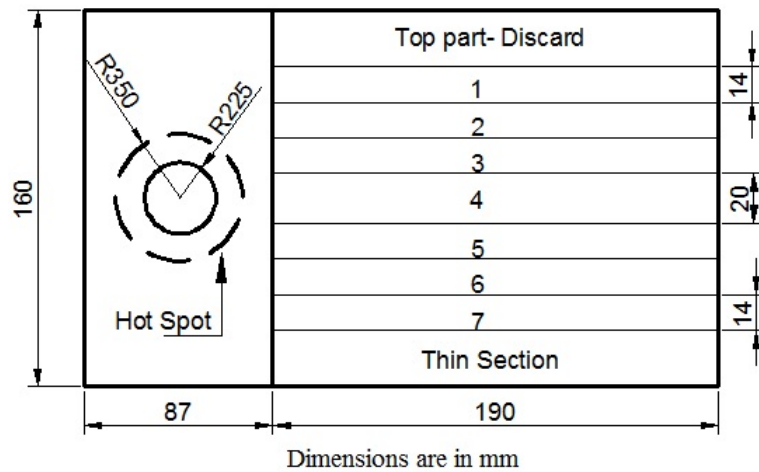 Top part- Discard
R350
R225
1
14
2
3
160
4
20
5
6
Hot Spot
7
14
Thin Section
87
190
Dimensions are in mm